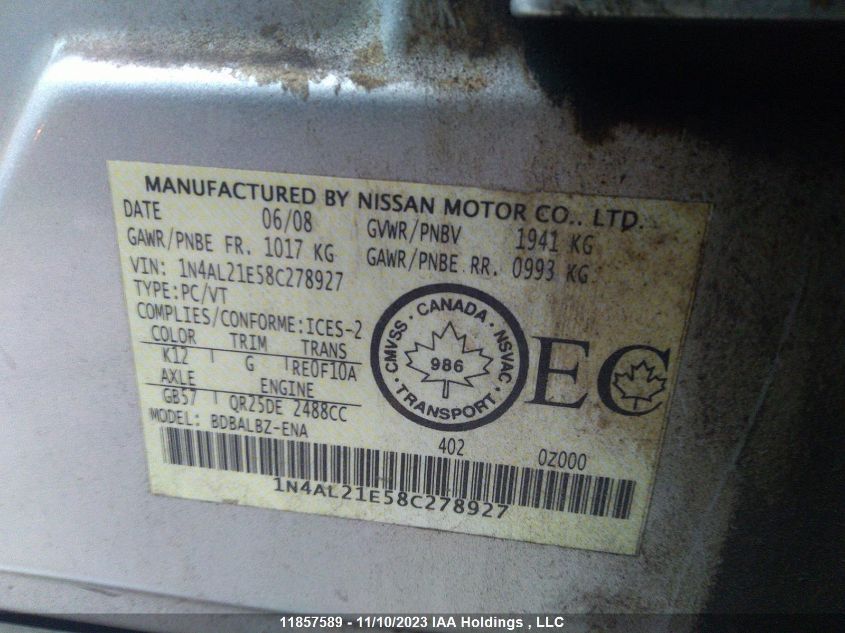 MANUFACTURED BY NISSAN MOTOR CO., LTD.
DATE 06/08 GVWR/PNBV 1941 KG
GAWR/PNBE FR. 1017 KG GAWR/PNBE RR. 0993 KG
VIN: 1N4AL21E58C278927
TYPE:PC/VT
COMPLIES/CONFORME:ICES-2
COLOR TRIM TRANS
K12 G RE0F10A
AXLE ENGINE
GB57 QR25DE 2488CC
MODEL: BDBALBZ-ENA
· CANADA · NSVAC · TRANSPORT · CMVSS
986
EC
402 0Z000
1N4AL21E58C278927
11857589 - 11/10/2023 IAA Holdings , LLC